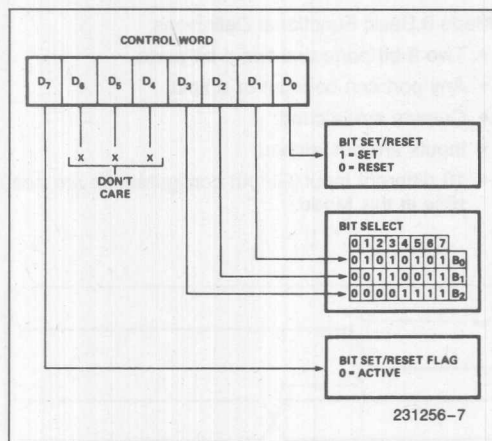 CONTROL WORD
D7 D6 D5 D4 D3 D2 D1 D0
X X X
DON'T
CARE
BIT SET/RESET
1 = SET
0 = RESET
BIT SELECT
0 1 2 3 4 5 6 7
0 1 0 1 0 1 0 1 B0
0 0 1 1 0 0 1 1 B1
0 0 0 0 1 1 1 1 B2
BIT SET/RESET FLAG
0 = ACTIVE
231256-7